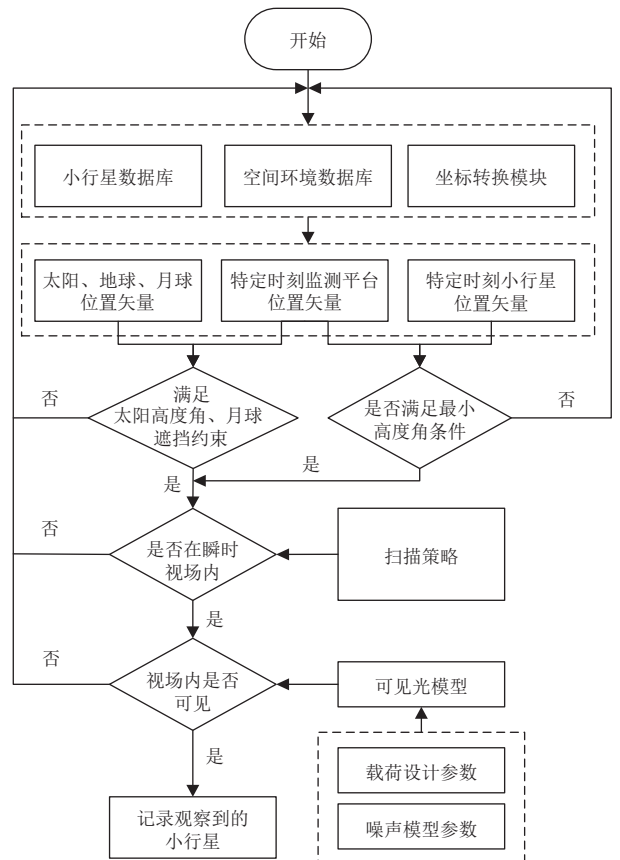 开始
小行星数据库
空间环境数据库
坐标转换模块
太阳、地球、月球
位置矢量
特定时刻监测平台
位置矢量
特定时刻小行星
位置矢量
否
满足
太阳高度角、月球
遮挡约束
是否满足最小
高度角条件
否
是
是
否
是否在瞬时
视场内
扫描策略
是
否
视场内是否
可见
可见光模型
是
载荷设计参数
记录观察到的
小行星
噪声模型参数